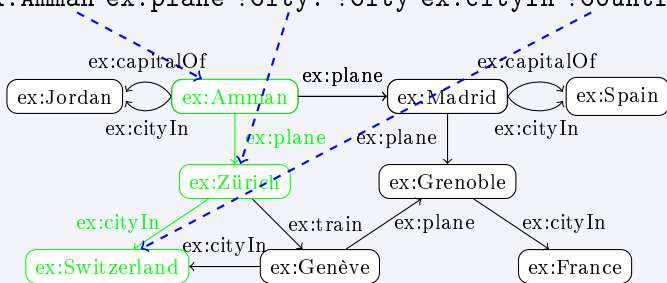 ex:Amman ex:plane ?City. ?City ex:cityIn
ex:capitalOf ex:capitalOf
ex:plane
ex:Jordan ex:Amman ex:Madrid ex:Spain
ex:cityIn ex:cityIn
ex:plane ex:plane
ex:Zürich ex:Grenoble
ex:cityIn ex:train ex:plane ex:cityIn
ex:cityIn
ex:Switzerland ex:Genève ex:France